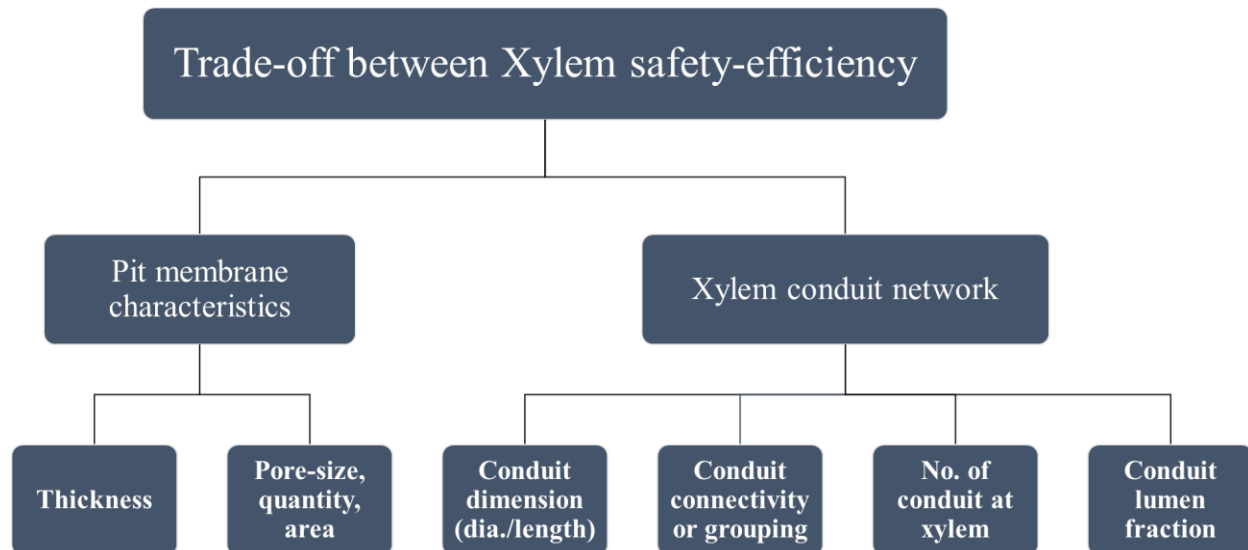 Trade-off between Xylem safety-efficiency
Pit membrane
characteristics
Xylem conduit network
Thickness
Pore-size,
quantity,
area
Conduit
dimension
(dia./length)
Conduit
connectivity
or grouping
No. of
conduit at
xylem
Conduit
lumen
fraction